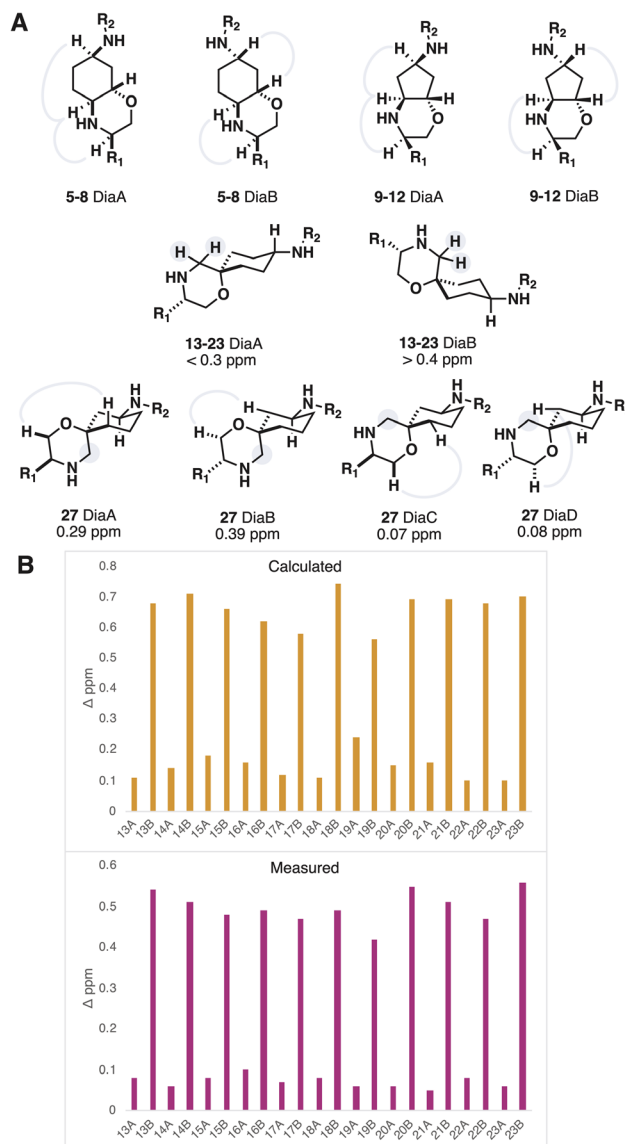 A
R2
H NH
H
O
H
HN
H
R1
5-8 DiaA
R2
HN H
H
O
H
HN
H
R1
5-8 DiaB
R2
H NH
H H
HN
O
H
R1
9-12 DiaA
R2
HN H
H H
HN
O
H
R1
9-12 DiaB
H H
H
R2
HN
NH
R1
O
13-23 DiaA
< 0.3 ppm
R1
H
N
H
H
R2
O
NH
H
13-23 DiaB
> 0.4 ppm
H
H
N
R2
H
O
H
R1
N
H
27 DiaA
0.29 ppm
H
H
N
R2
H
O
R1
N
H
27 DiaB
0.39 ppm
H
N
R2
HN
H
R1
O
H
27 DiaC
0.07 ppm
H
H
N
R
HN
R1
O
H
27 DiaD
0.08 ppm
B
Calculated
0.8
0.7
0.6
0.5
0.4
0.3
0.2
0.1
0
Δ ppm
13A 13B 14A 14B 15A 15B 16A 16B 17A 17B 18A 18B 19A 19B 20A 20B 21A 21B 22A 22B 23A 23B
Measured
0.6
0.5
0.4
0.3
0.2
0.1
0
Δ ppm
13A 13B 14A 14B 15A 15B 16A 16B 17A 17B 18A 18B 19A 19B 20A 20B 21A 21B 22A 22B 23A 23B